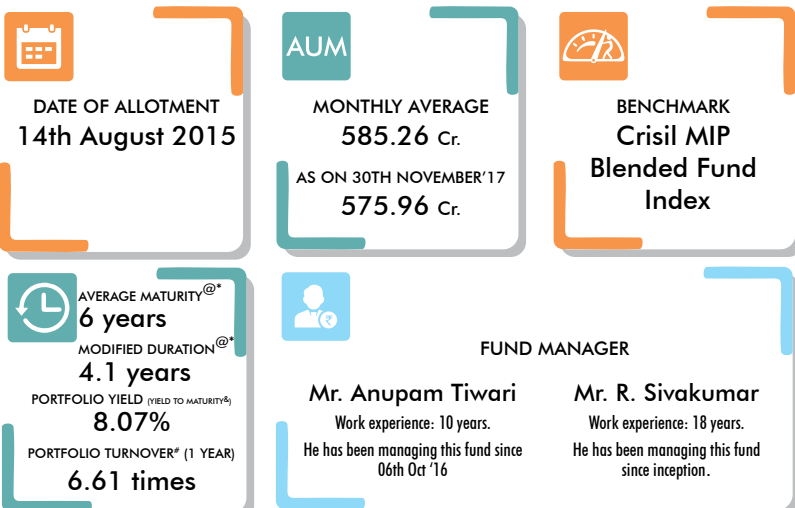 DATE OF ALLOTMENT
14th August 2015
AUM
MONTHLY AVERAGE
585.26 Cr.
AS ON 30TH NOVEMBER'17
575.96 Cr.
BENCHMARK
Crisil MIP
Blended Fund
Index
AVERAGE MATURITY@*
6 years
MODIFIED DURATION@*
4.1 years
PORTFOLIO YIELD (YIELD TO MATURITY&)
8.07%
PORTFOLIO TURNOVER# (1 YEAR)
6.61 times
₹
FUND MANAGER
Mr. Anupam Tiwari
Work experience: 10 years.
He has been managing this fund since
06th Oct '16
Mr. R. Sivakumar
Work experience: 18 years.
He has been managing this fund
since inception.